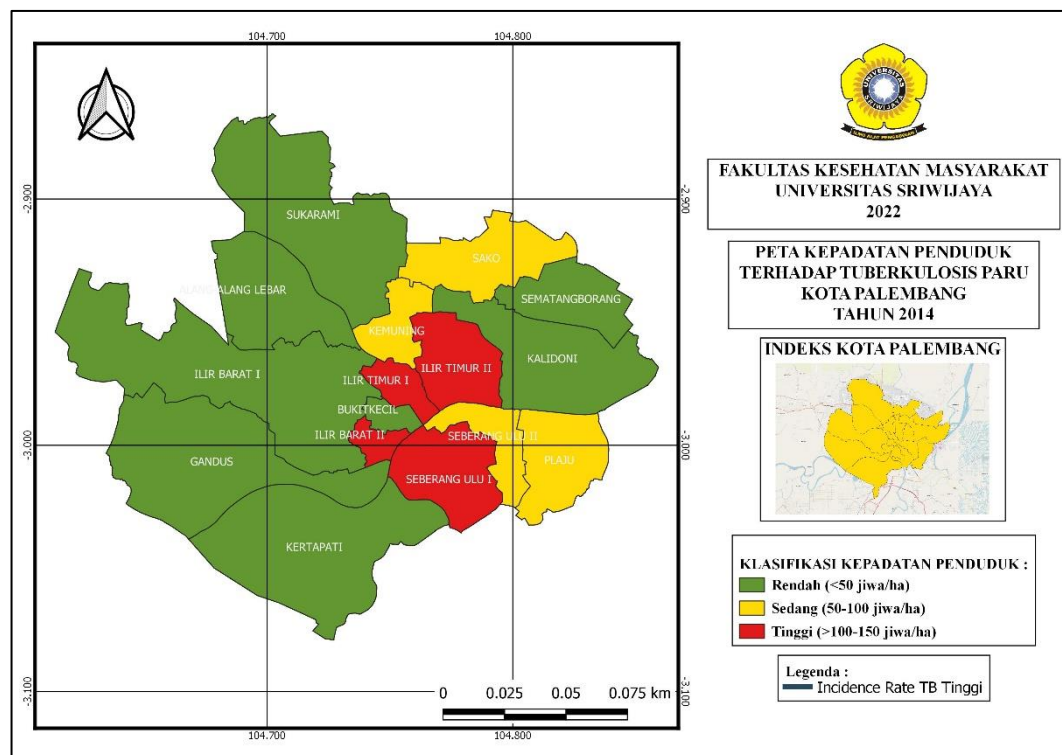 104.700
104.800
-2.900
-2.900
SUKARAMI
SAKO
ALANG ALANG LEBAR
SEMATANGBORANG
KEMUNING
ILIR BARAT I
ILIR TIMUR I
ILIR TIMUR II
KALIDONI
BUKITKECIL
ILIR BARAT II
SEBERANG ULU II
-3.000
-3.000
GANDUS
PLAJU
SEBERANG ULU I
KERTAPATI
0
0.025
0.05
0.075 km
-3.100
-3.100
104.700
104.800
UNIVERSITAS
SRIWIJAYA
ILMU ALAT PENGABDIAN
FAKULTAS KESEHATAN MASYARAKAT
UNIVERSITAS SRIWIJAYA
2022
PETA KEPADATAN PENDUDUK
TERHADAP TUBERKULOSIS PARU
KOTA PALEMBANG
TAHUN 2014
INDEKS KOTA PALEMBANG
KLASIFIKASI KEPADATAN PENDUDUK :
Rendah (<50 jiwa/ha)
Sedang (50-100 jiwa/ha)
Tinggi (>100-150 jiwa/ha)
Legenda :
Incidence Rate TB Tinggi